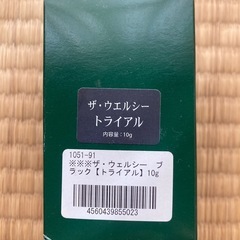 ザ・ウエルシー
トライアル
内容量：10g
1051-91
※※※ザ・ウェルシー　ブ
ラック【トライアル】10g
4560439855023